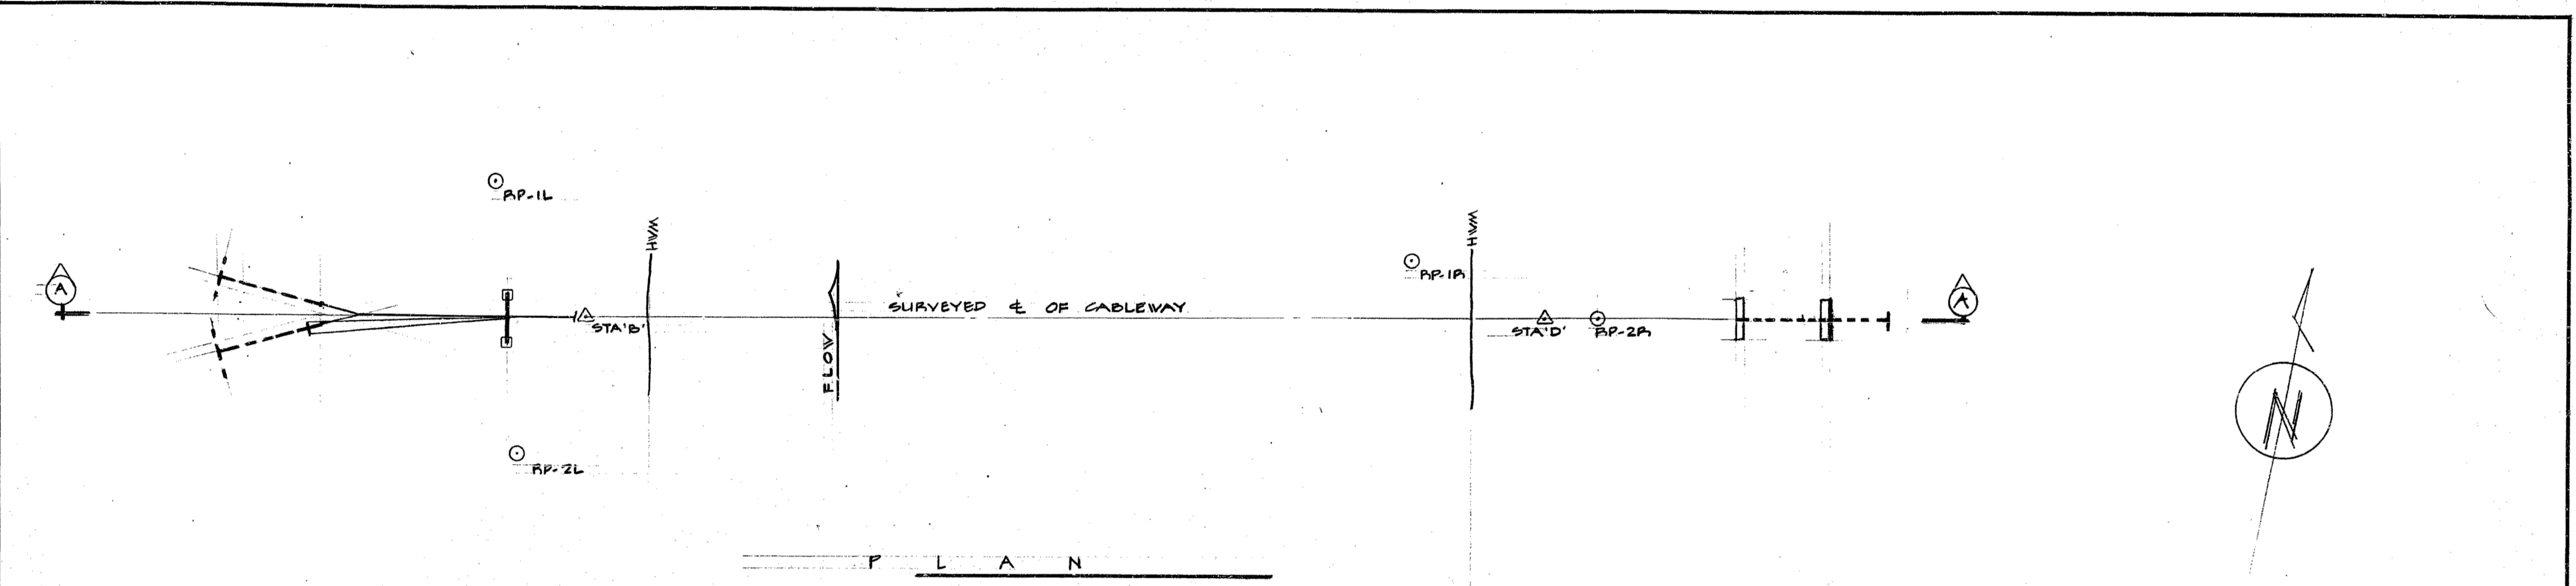 RP-1L
HWM
HWM
RP-1R
A
A
SURVEYED ℄ OF CABLEWAY
STA'B'
STA'D'
RP-2R
FLOW
N
RP-2L
P L A N